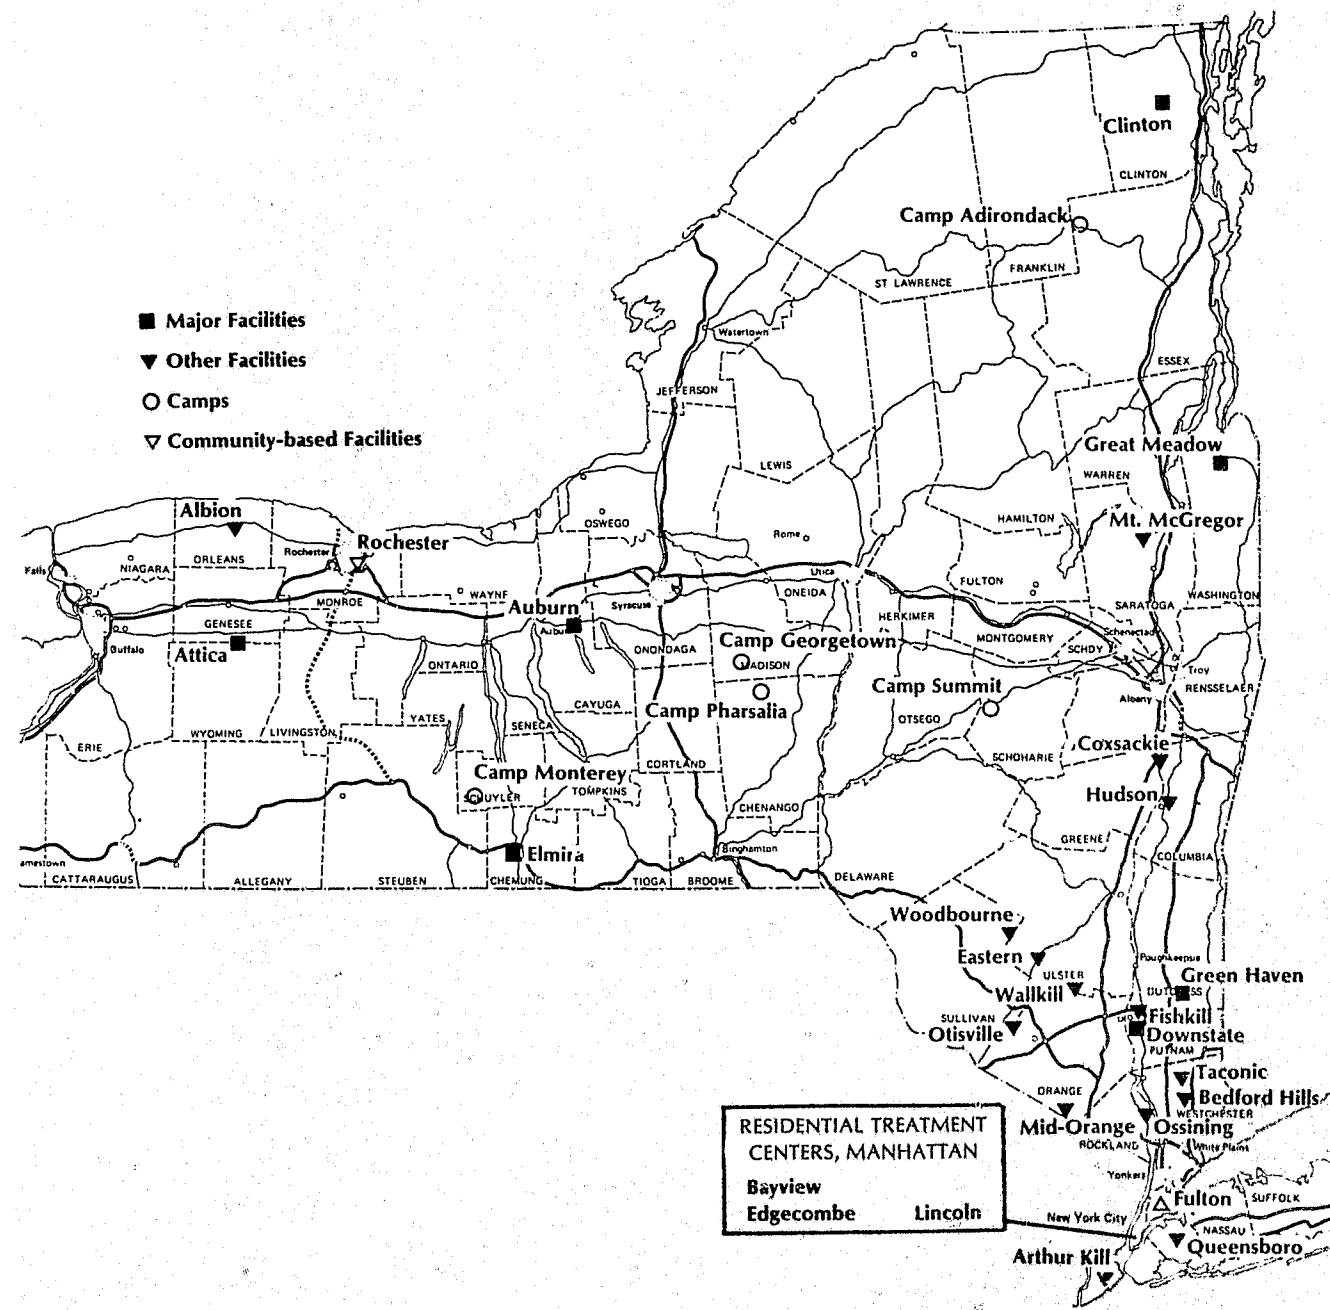 Clinton
CLINTON
Camp Adirondack
FRANKLIN
ST LAWRENCE
Major Facilities
Other Facilities
Camps
Community-based Facilities
Watertown
ESSEX
JEFFERSON
Great Meadow
LEWIS
WARREN
Albion
OSWEGO
HAMILTON
Mt. McGregor
Rome
Rochester
Rochester
ORLEANS
NIAGARA
Falls
Utica
FULTON
WAYNE
ONEIDA
MONROE
Auburn
Syracuse
SARATOGA
WASHINGTON
HERKIMER
GENESEE
Auburn
Schenectady
MONTGOMERY
Camp Georgetown
SCHDY
Buffalo
Attica
ONONDAGA
ONTARIO
MADISON
Troy
Camp Summit
RENSSELAER
Albany
CAYUGA
Camp Pharsalia
YATES
SENECA
OTSEGO
WYOMING
LIVINGSTON
ERIE
Coxsackie
SCHOHARIE
CORTLAND
Camp Monterey
TOMPKINS
SCHUYLER
Hudson
CHENANGO
GREENE
Elmira
Binghamton
COLUMBIA
amestown
CATTARAUGUS
ALLEGANY
STEUBEN
CHEMUNG
TIOGA
BROOME
DELAWARE
Woodbourne
Eastern
Poughkeepsie
ULSTER
Green Haven
Wallkill
DUTCHESS
SULLIVAN
Fishkill
Otisville
Downstate
PUTNAM
Taconic
ORANGE
Bedford Hills
WESTCHESTER
Mid-Orange
Ossining
ROCKLAND
White Plains
RESIDENTIAL TREATMENT
CENTERS, MANHATTAN
Bayview
Edgecombe Lincoln
Yonkers
Fulton
SUFFOLK
New York City
NASSAU
Queensboro
Arthur Kill